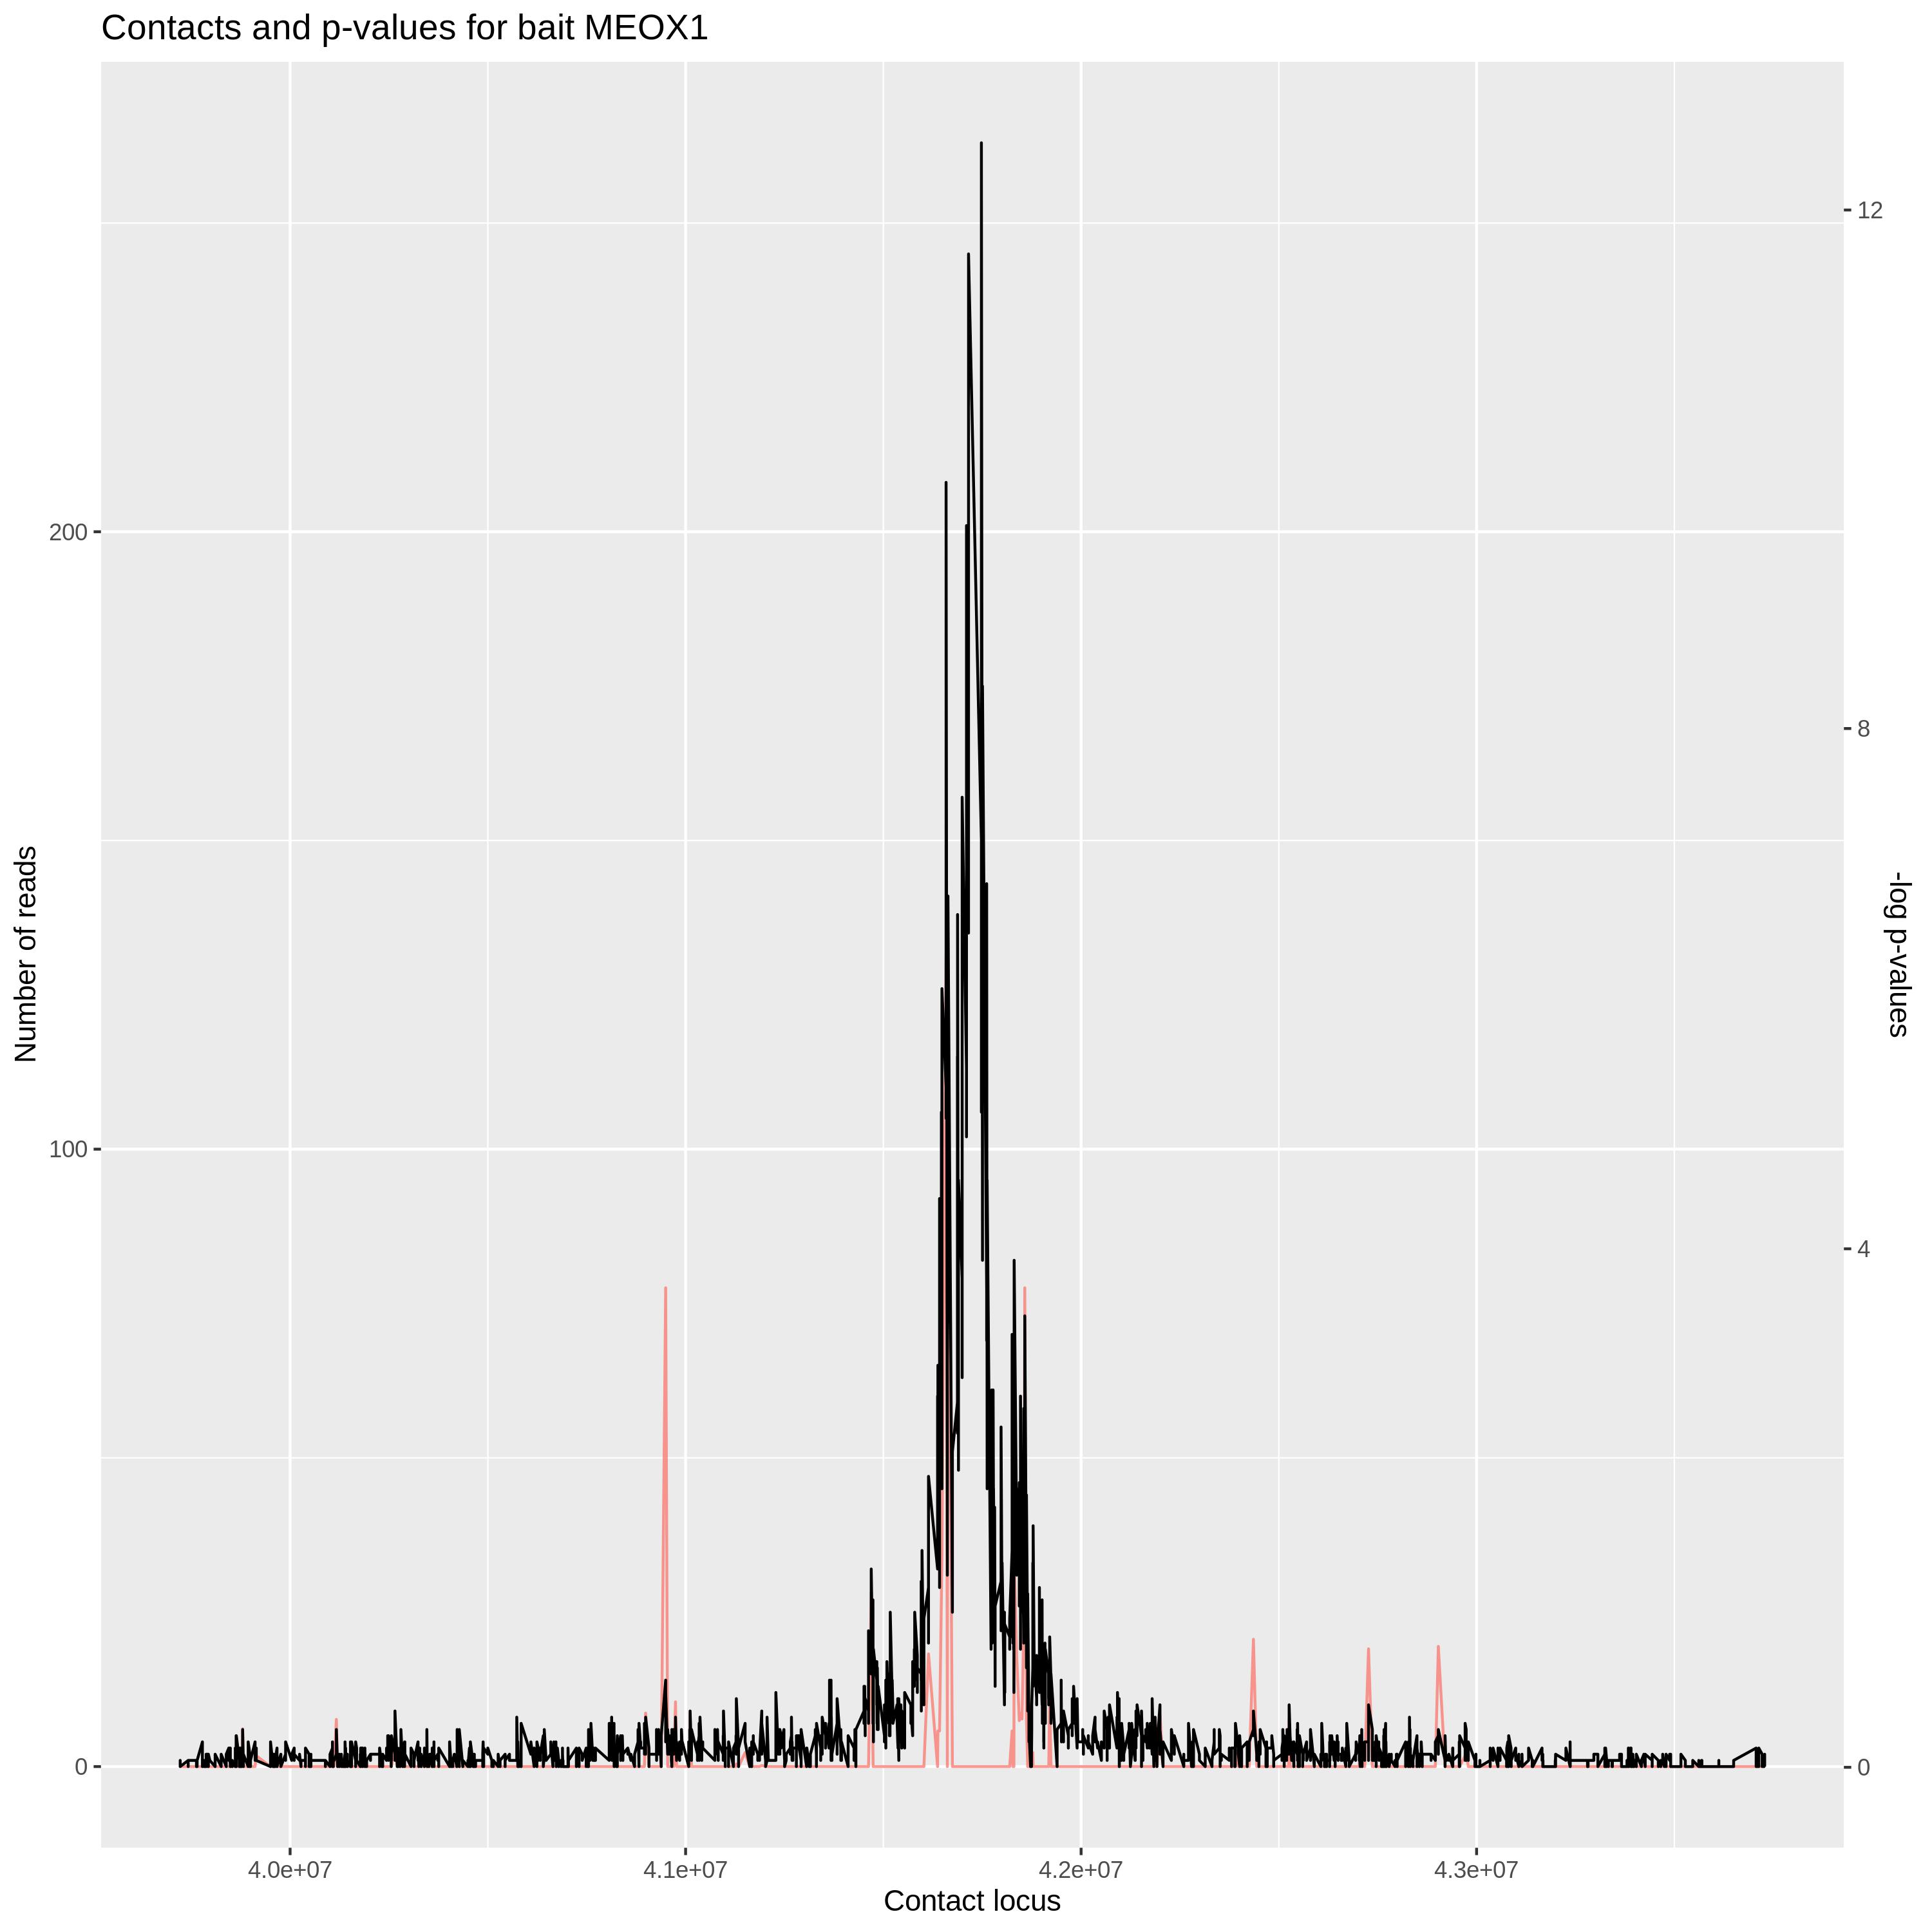 Contacts and p-values for bait MEOX1
12
200
8
Number of reads
-log p-values
100
4
0
0
4.0e+07
4.1e+07
4.2e+07
4.3e+07
Contact locus